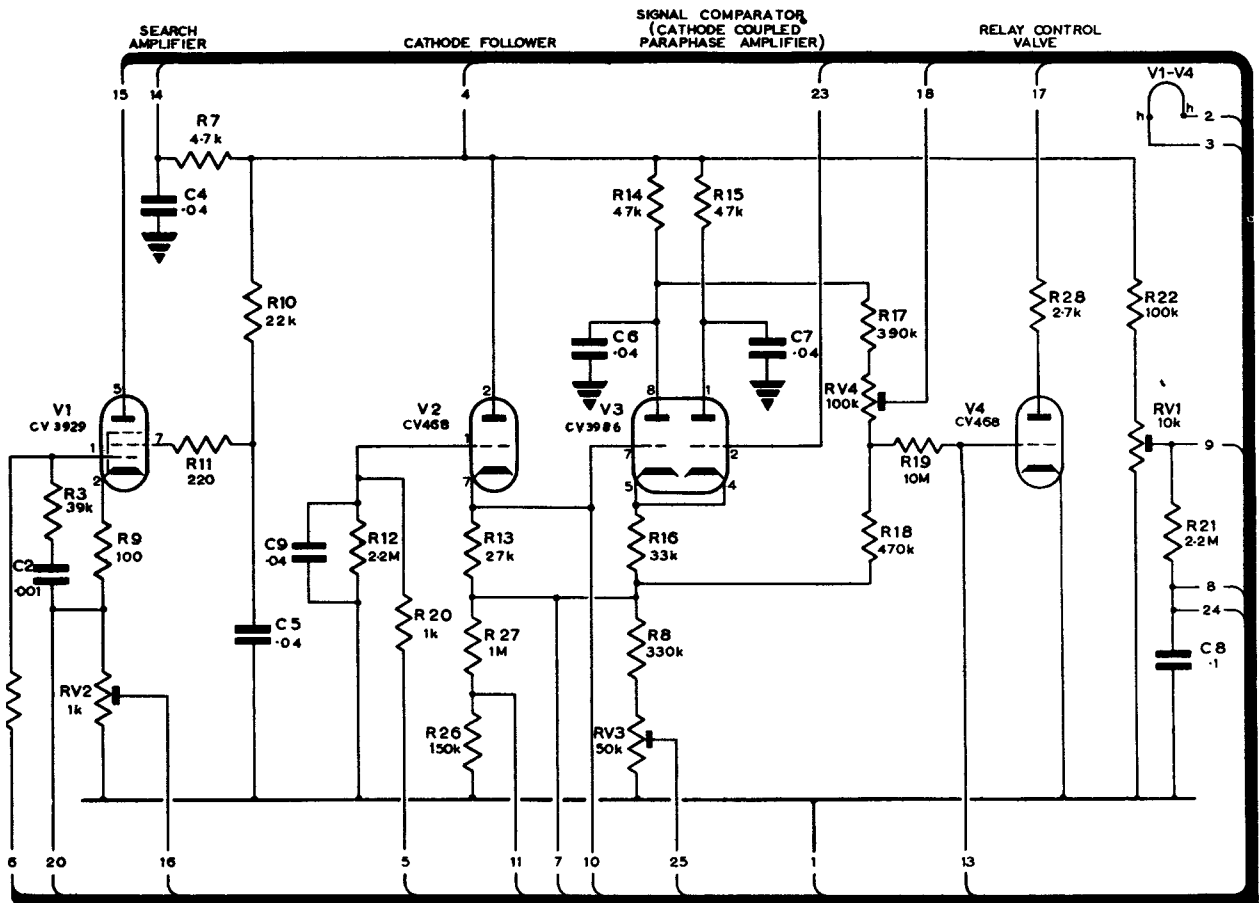 SEARCH
AMPLIFIER
CATHODE FOLLOWER
SIGNAL COMPARATOR
(CATHODE COUPLED
PARAPHASE AMPLIFIER)
RELAY CONTROL
VALVE
V1-V4
h
h
2
3
15
14
4
23
18
17
R7
4·7k
C4
·04
R14
47k
R15
47k
R10
22k
R17
390k
R28
2·7k
R22
100k
C6
·04
C7
·04
RV4
100k
V1
CV3929
5
1
7
2
R11
220
V2
CV468
2
1
7
V3
CV3986
8
1
7
2
5
4
V4
CV468
RV1
10k
9
R19
10M
R3
39k
R9
100
C2
·001
C9
·04
R12
2·2M
R13
27k
R16
33k
R18
470k
R21
2·2M
8
24
C5
·04
R20
1k
R27
1M
R8
330k
C8
·1
RV2
1k
R26
150k
RV3
50k
6
20
16
5
11
7
10
25
1
13